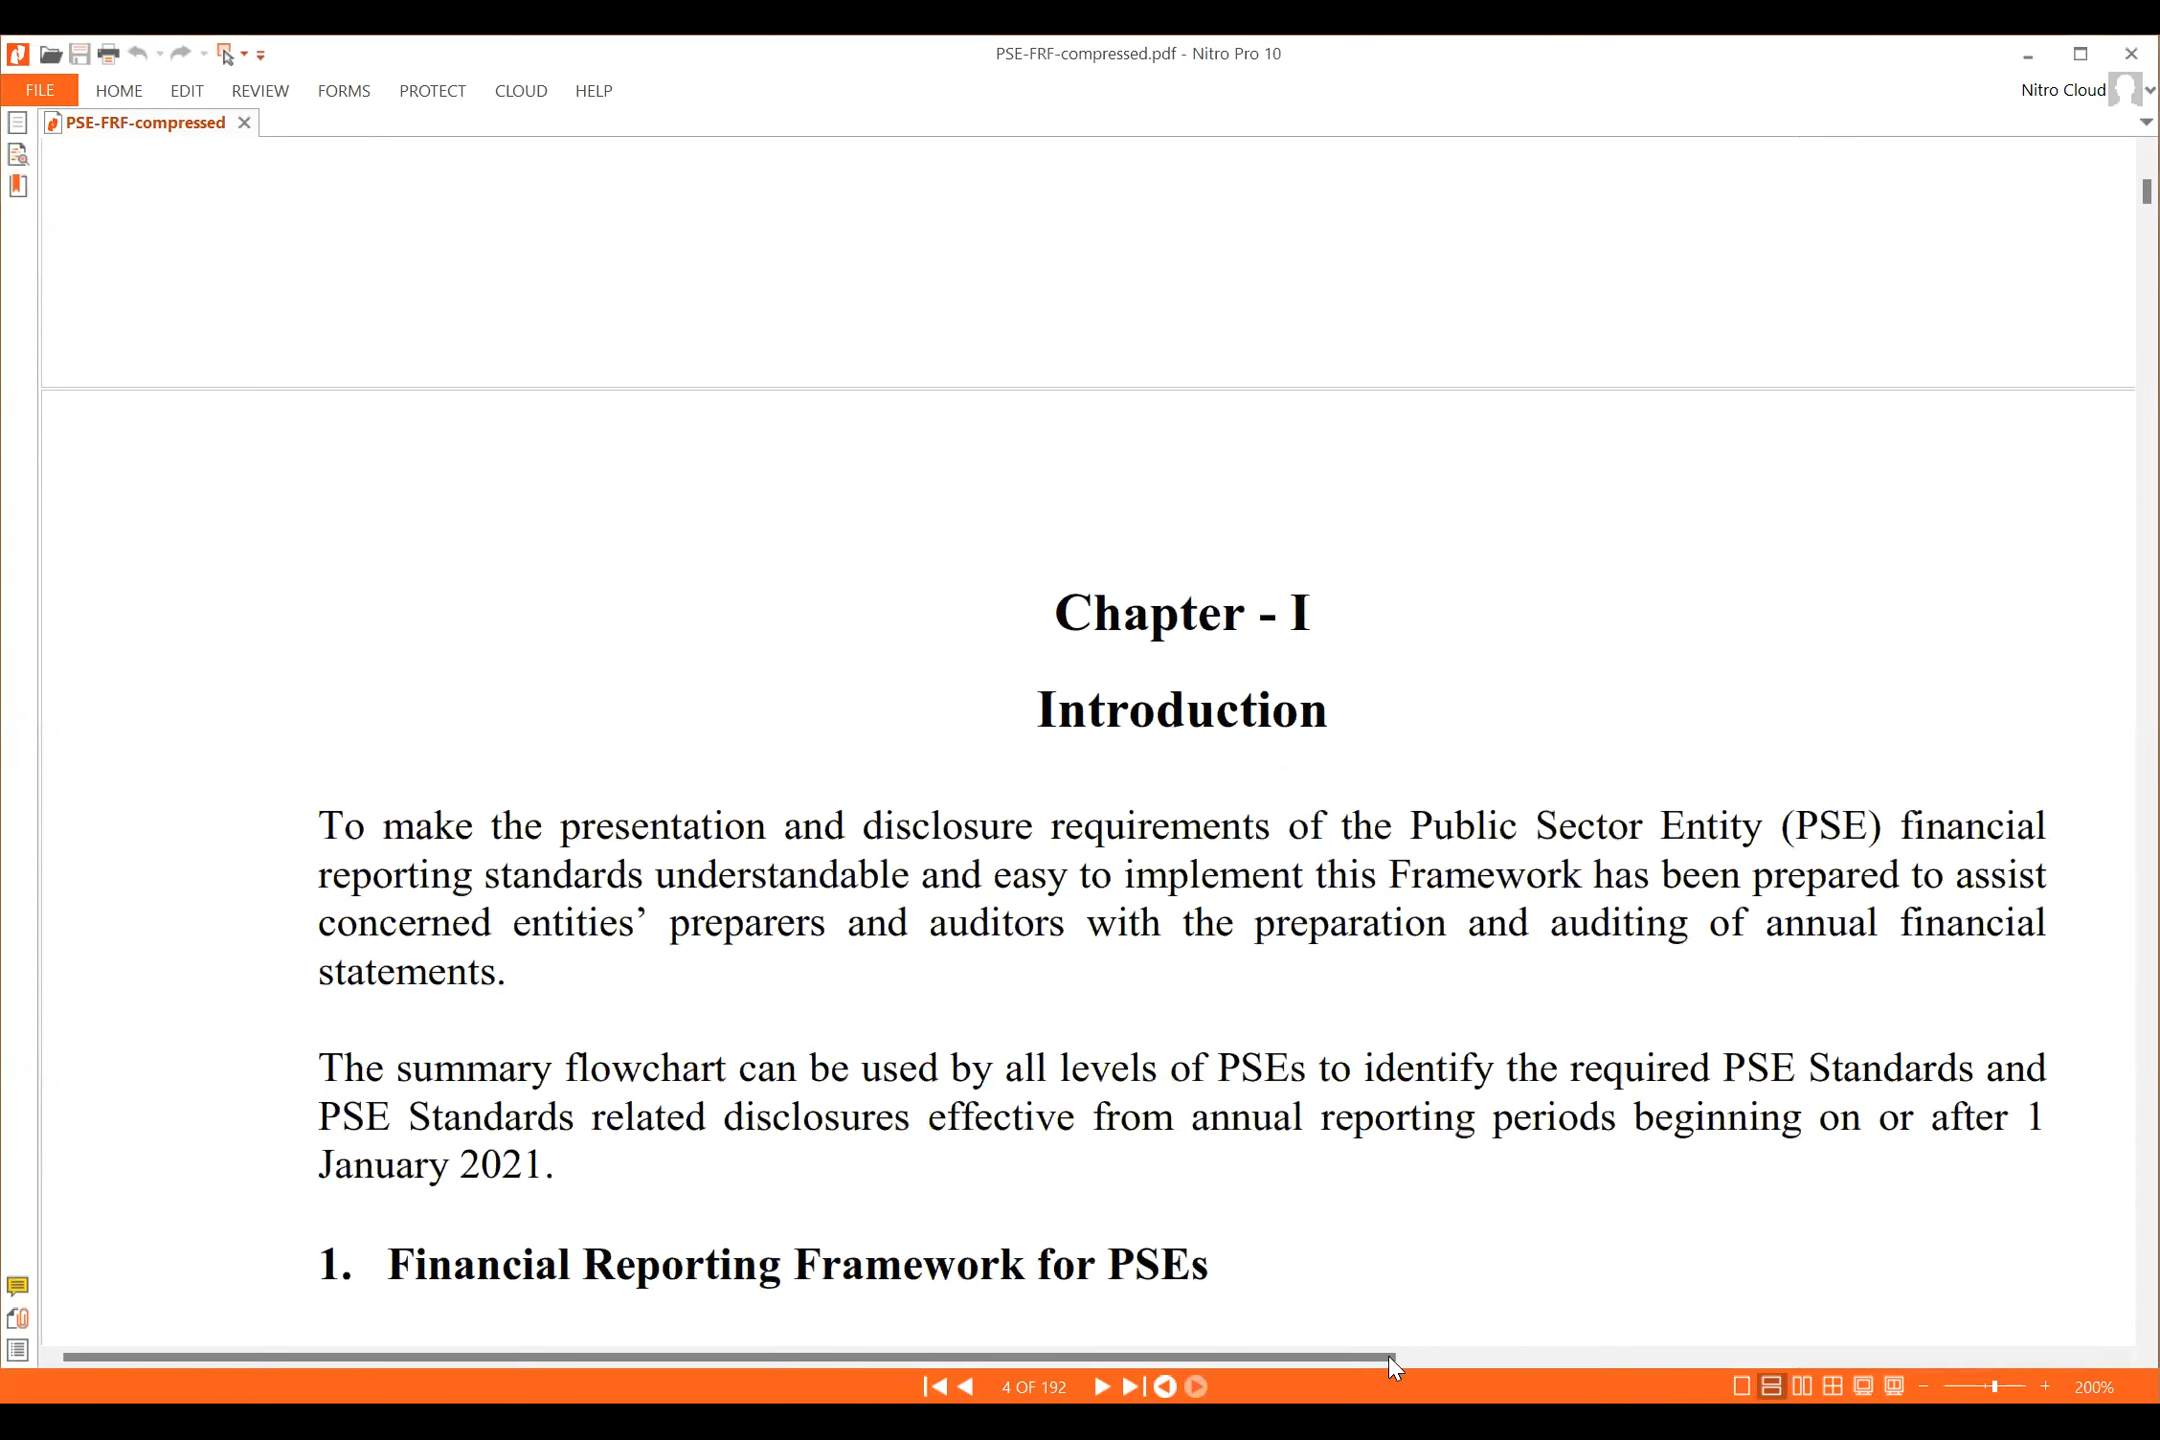 PSE-FRF-compressed.pdf - Nitro Pro 10
FILE HOME EDIT REVIEW FORMS PROTECT CLOUD HELP
Nitro Cloud
PSE-FRF-compressed
Chapter - I
Introduction
To make the presentation and disclosure requirements of the Public Sector Entity (PSE) financial
reporting standards understandable and easy to implement this Framework has been prepared to assist
concerned entities’ preparers and auditors with the preparation and auditing of annual financial
statements.
The summary flowchart can be used by all levels of PSEs to identify the required PSE Standards and
PSE Standards related disclosures effective from annual reporting periods beginning on or after 1
January 2021.
1. Financial Reporting Framework for PSEs
4 OF 192
200%